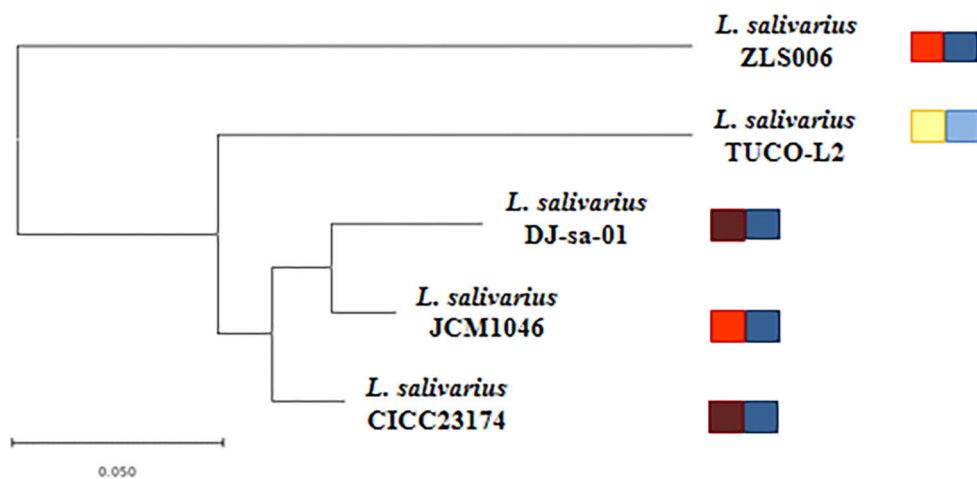 L. salivarius
ZLS006
L. salivarius
TUCO-L2
L. salivarius
DJ-sa-01
L. salivarius
JCM1046
L. salivarius
CICC23174
0.050